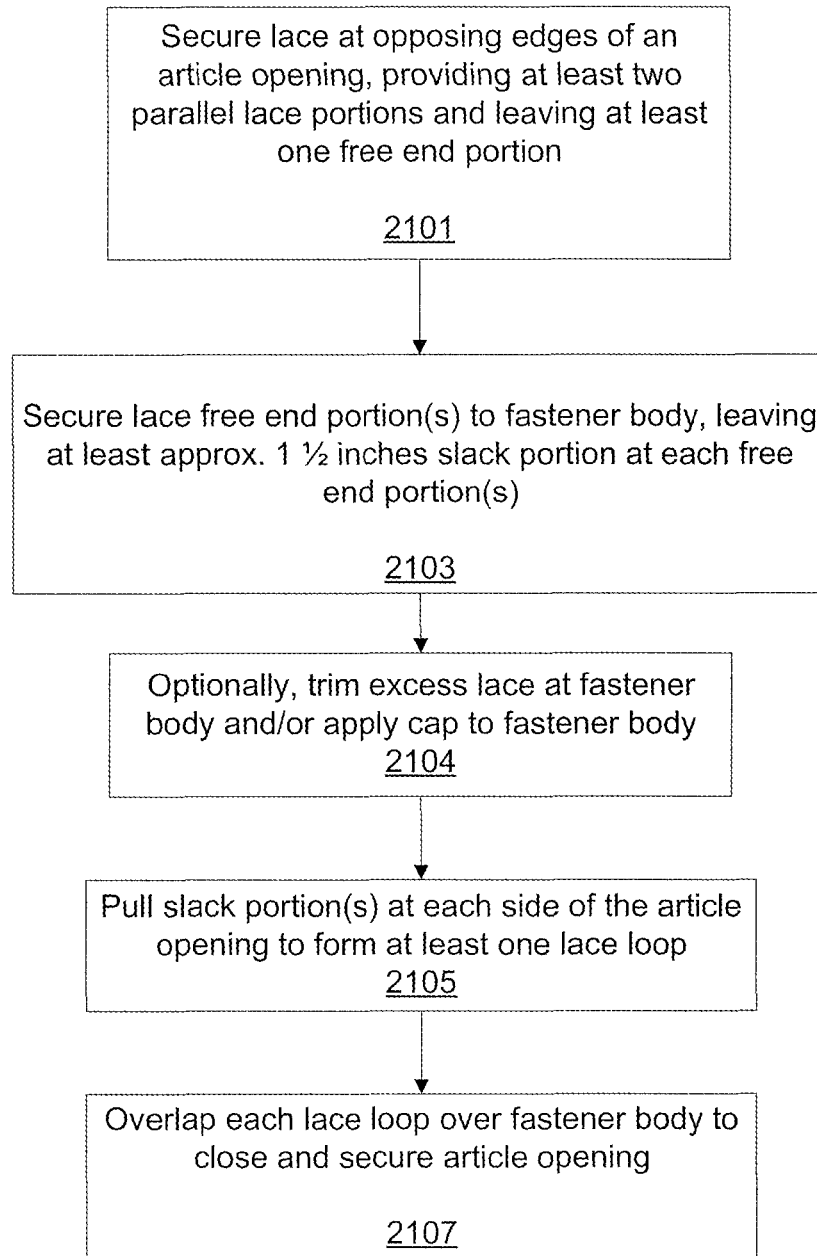 Secure lace at opposing edges of an
article opening, providing at least two
parallel lace portions and leaving at least
one free end portion
2101
Secure lace free end portion(s) to fastener body, leaving
at least approx. 1 ½ inches slack portion at each free
end portion(s)
2103
Optionally, trim excess lace at fastener
body and/or apply cap to fastener body
2104
Pull slack portion(s) at each side of the article
opening to form at least one lace loop
2105
Overlap each lace loop over fastener body to
close and secure article opening
2107